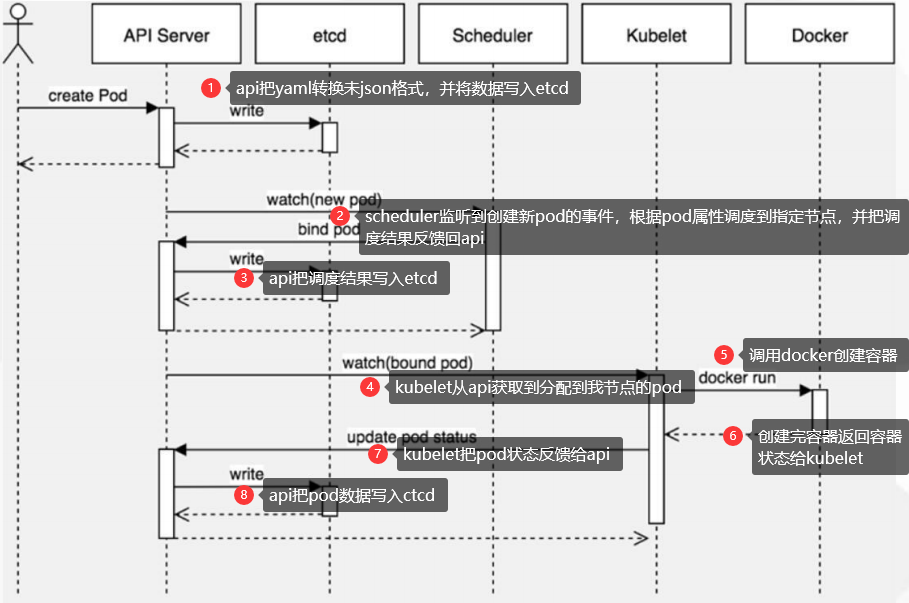 API Server
etcd
Scheduler
Kubelet
Docker
1
api把yaml转换未json格式，并将数据写入etcd
create Pod
write
watch(new pod)
2
scheduler监听到创建新pod的事件，根据pod属性调度到指定节点，并把调
度结果反馈回api
bind pod
write
3
api把调度结果写入etcd
5
调用docker创建容器
watch(bound pod)
docker run
4
kubelet从api获取到分配到我节点的pod
6
创建完容器返回容器
状态给kubelet
update pod status
7
kubelet把pod状态反馈给api
write
8
api把pod数据写入ctcd